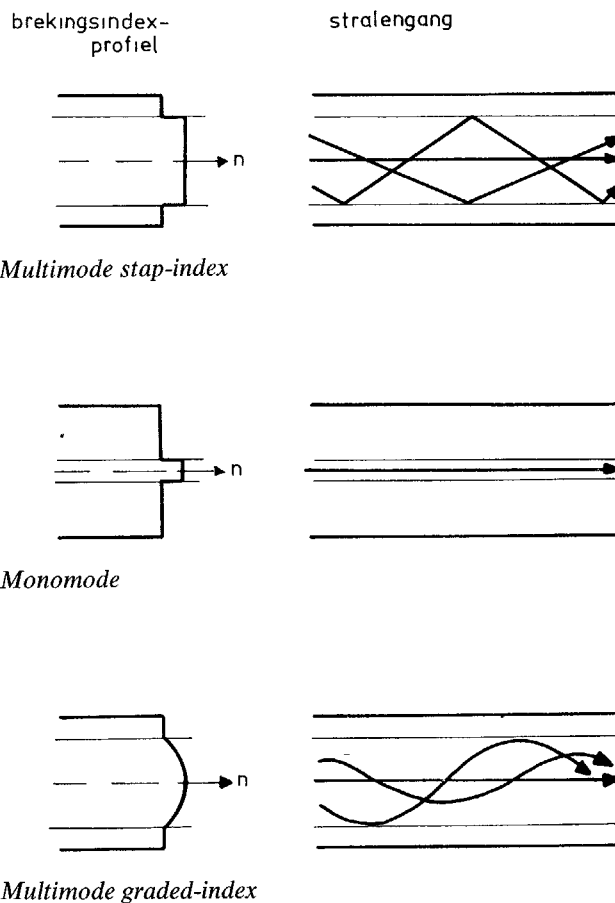 brekingsindex-
profiel
stralengang
n
Multimode stap-index
n
Monomode
n
Multimode graded-index